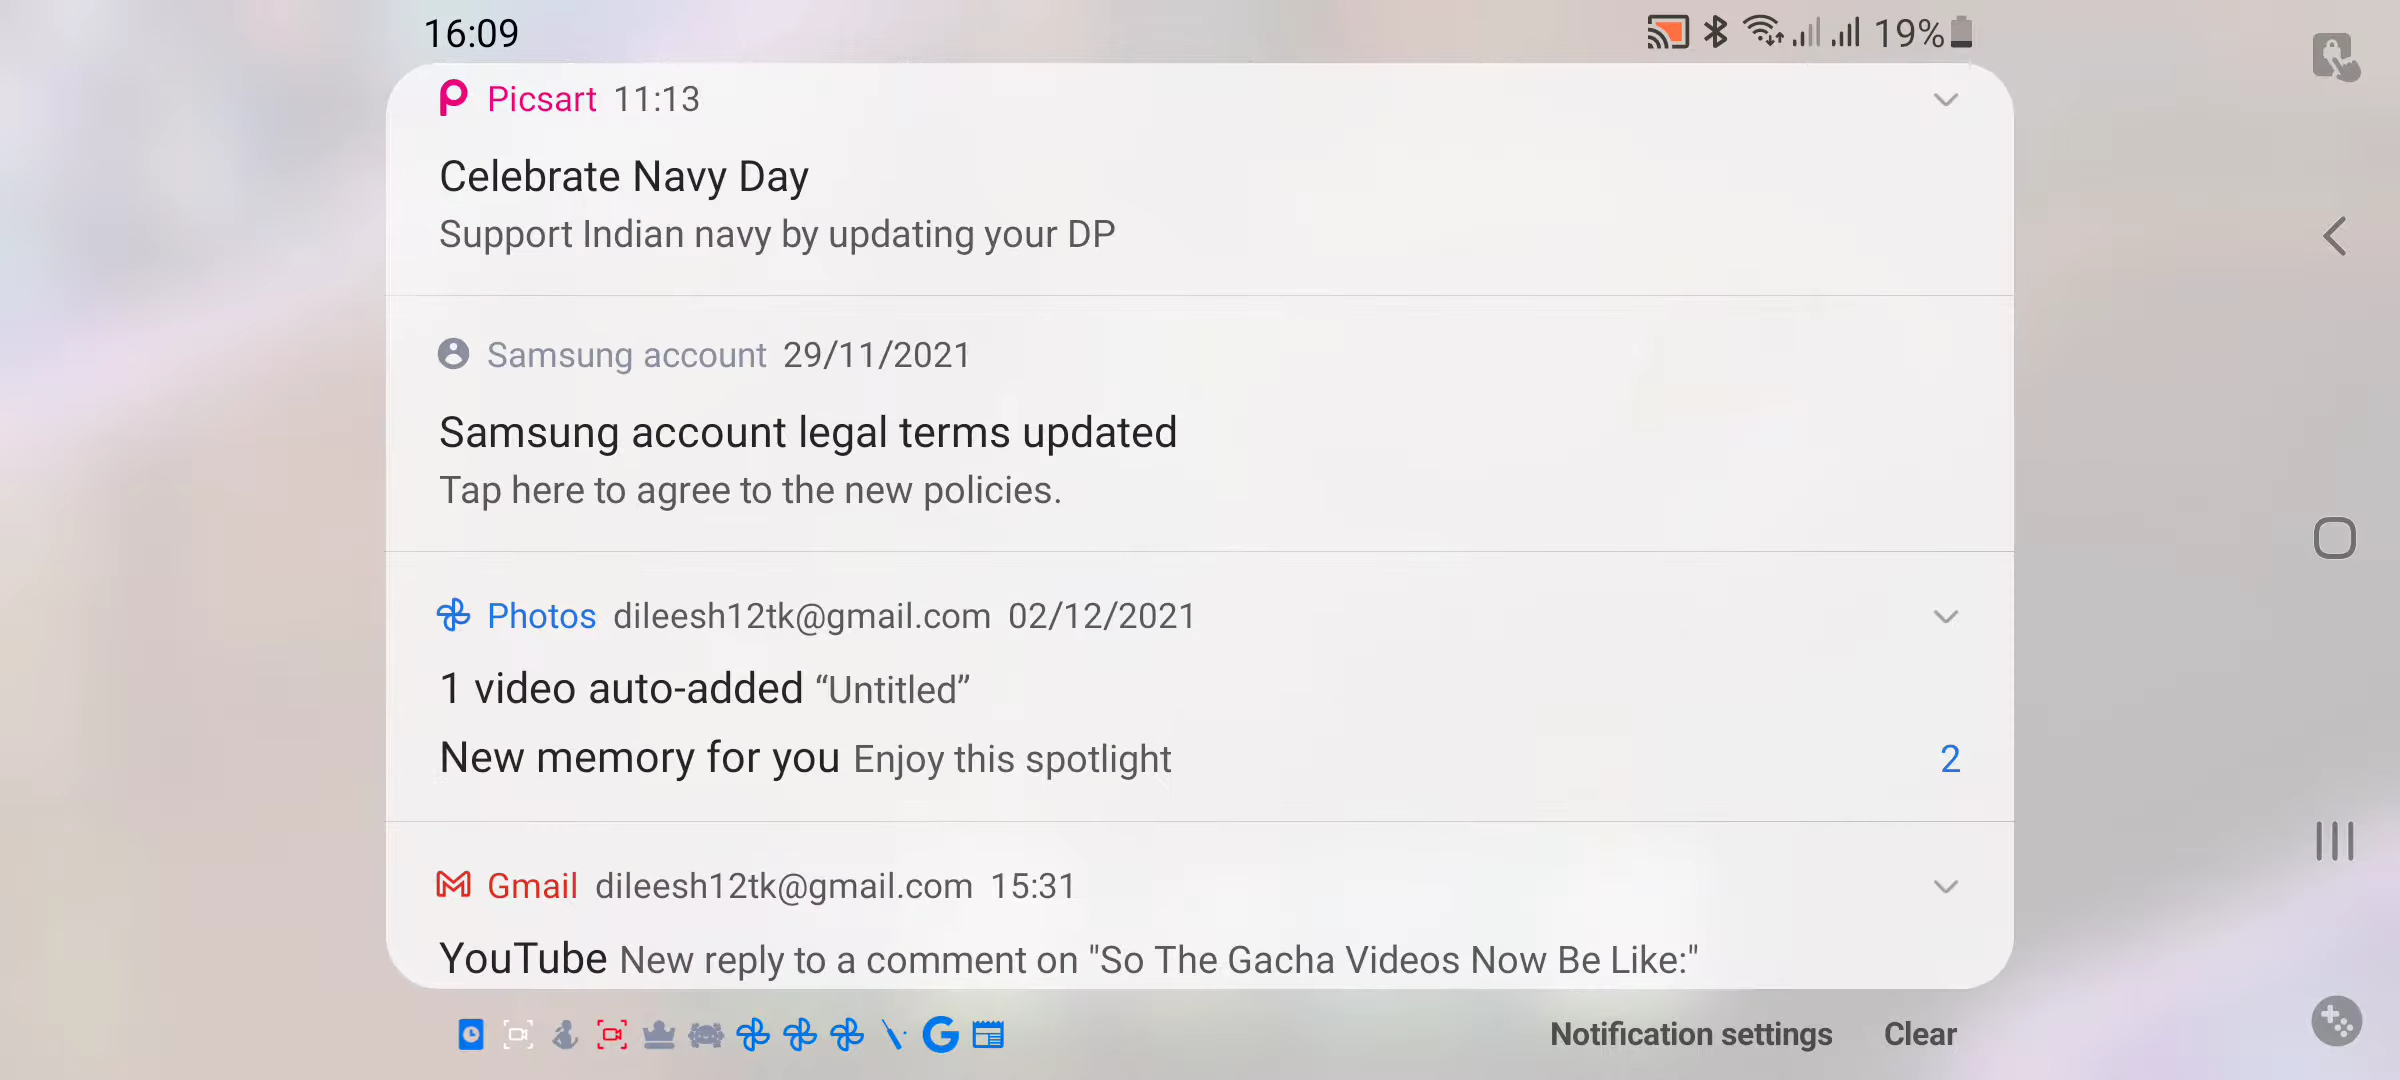 16:09
19%
Picsart 11:13
Celebrate Navy Day
Support Indian navy by updating your DP
Samsung account 29/11/2021
Samsung account legal terms updated
Tap here to agree to the new policies.
Photos dileesh12tk@gmail.com 02/12/2021
1 video auto-added “Untitled”
New memory for you Enjoy this spotlight
2
Gmail dileesh12tk@gmail.com 15:31
YouTube New reply to a comment on "So The Gacha Videos Now Be Like:"
Notification settings Clear